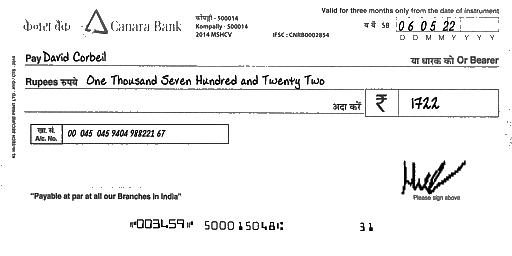 Valid for three months only from the date of instrument
केनरा बैंक Canara Bank
कोंपल्ली - 500014
Kompally - 500014
2014 MSHCV
IFSC : CNRB0002854
SB 06 05 22
D D M M Y Y Y Y
Pay David Corbeil
या धारक को Or Bearer
Rupees रुपये One Thousand Seven Hundred and Twenty Two
अदा करें ₹ 1722
खा. सं.
A/c. No. 00 045 045 9404 988221 67
Please sign above
"Payable at par at all our Branches in India"
⑈003459⑈ 500015048⑆ 31